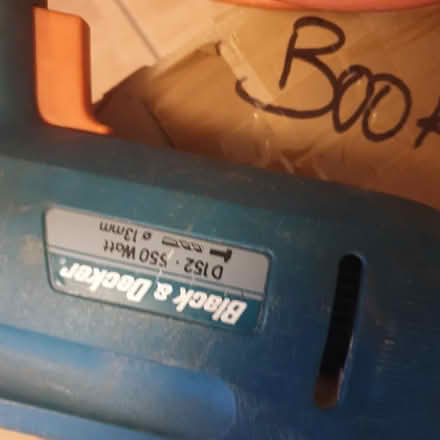 BOO
Black & Decker
D152 · 550 Watt
ø 13mm